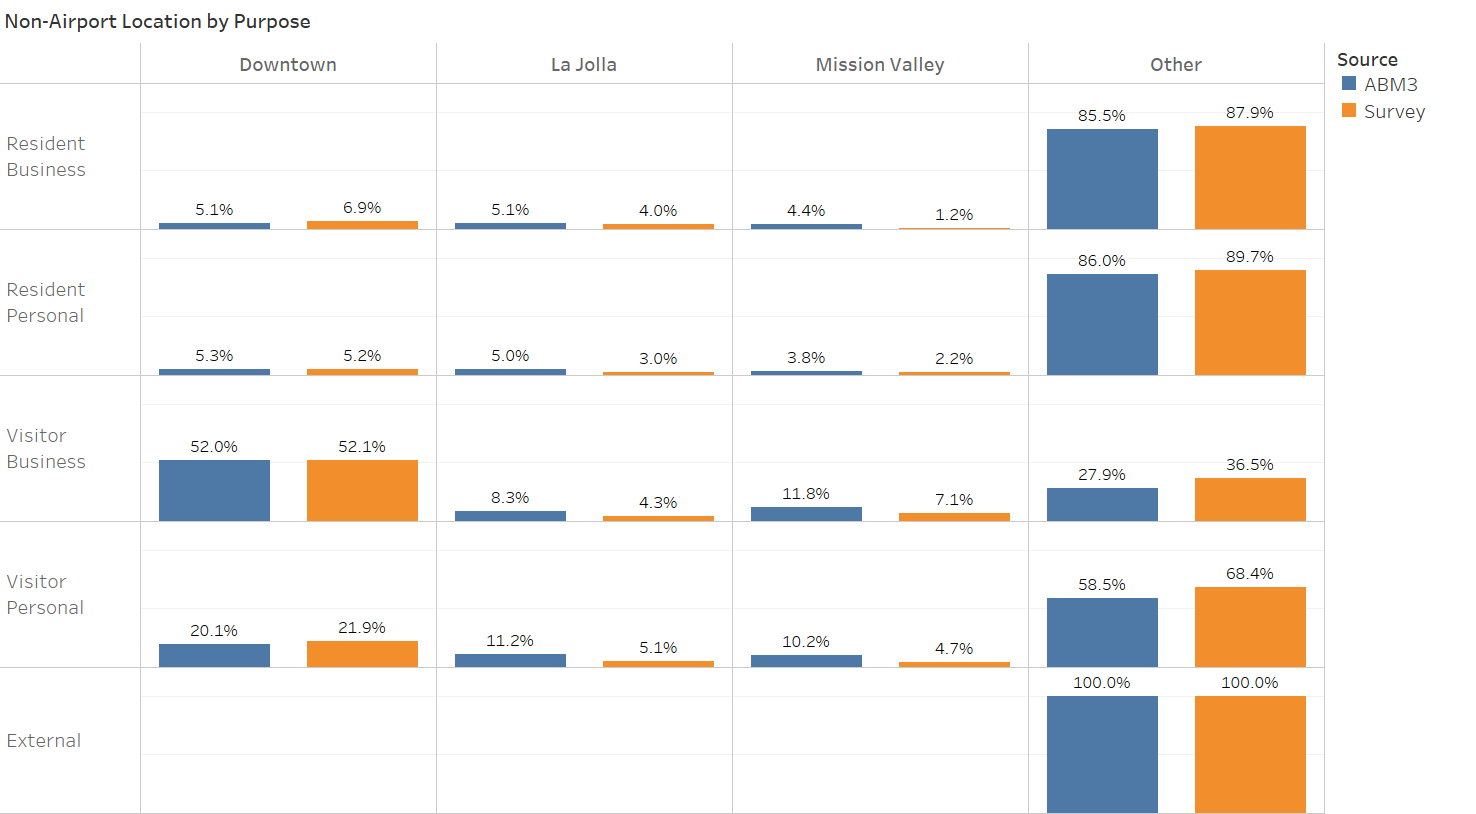 Non-Airport Location by Purpose
Downtown
La Jolla
Mission Valley
Other
Source
ABM3
Survey
Resident
Business
5.1%
6.9%
5.1%
4.0%
4.4%
1.2%
85.5%
87.9%
Resident
Personal
5.3%
5.2%
5.0%
3.0%
3.8%
2.2%
86.0%
89.7%
Visitor
Business
52.0%
52.1%
8.3%
4.3%
11.8%
7.1%
27.9%
36.5%
Visitor
Personal
20.1%
21.9%
11.2%
5.1%
10.2%
4.7%
58.5%
68.4%
External
100.0%
100.0%